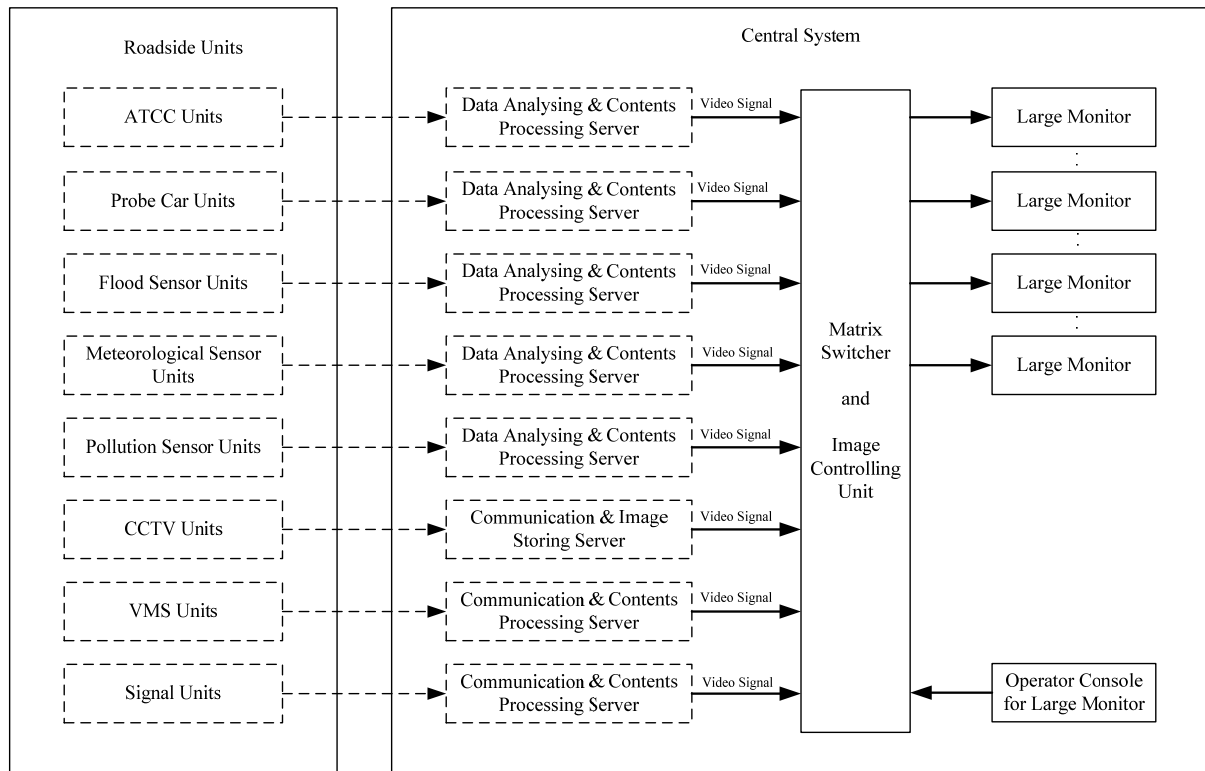 Roadside Units
Central System
ATCC Units
Data Analysing & Contents
Processing Server
Video Signal
Large Monitor
Probe Car Units
Data Analysing & Contents
Processing Server
Video Signal
Large Monitor
Flood Sensor Units
Data Analysing & Contents
Processing Server
Video Signal
Large Monitor
Meteorological Sensor
Units
Data Analysing & Contents
Processing Server
Video Signal
Large Monitor
Pollution Sensor Units
Data Analysing & Contents
Processing Server
Video Signal
CCTV Units
Communication & Image
Storing Server
Video Signal
VMS Units
Communication & Contents
Processing Server
Video Signal
Signal Units
Communication & Contents
Processing Server
Video Signal
Matrix
Switcher
and
Image
Controlling
Unit
Operator Console
for Large Monitor